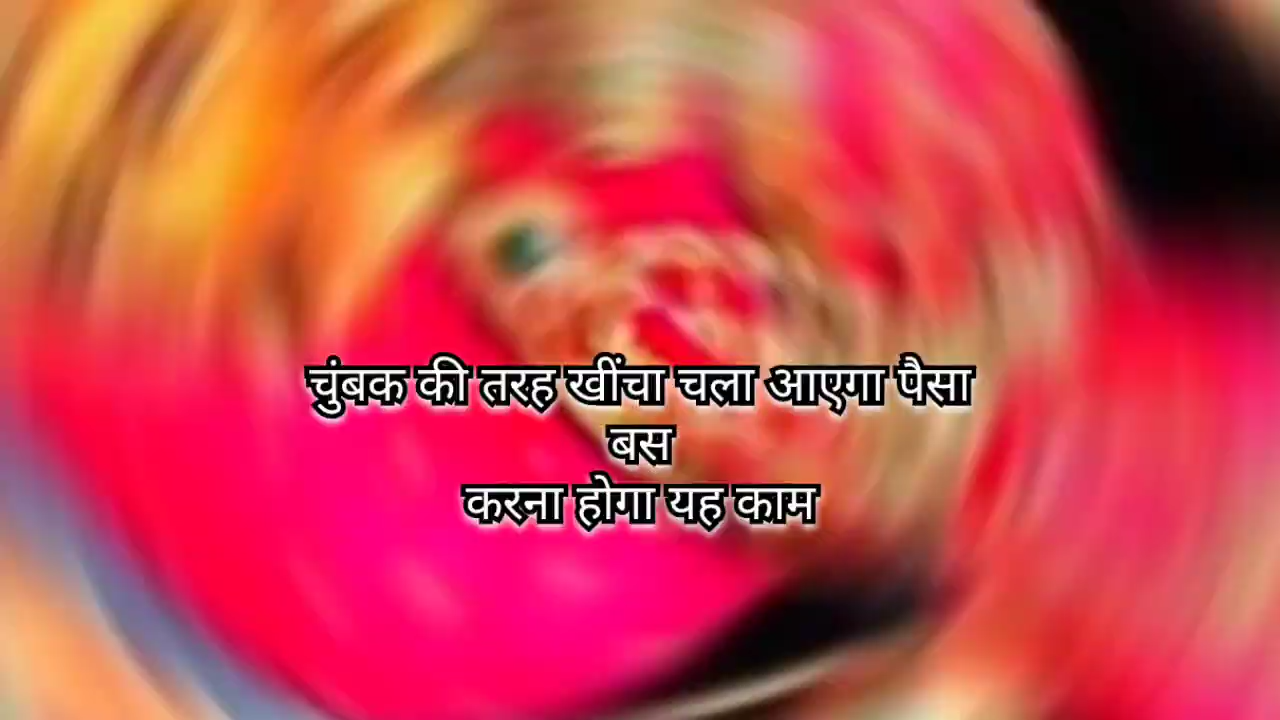 चुंबक की तरह खींचा चला आएगा पैसा
बस
करना होगा यह काम